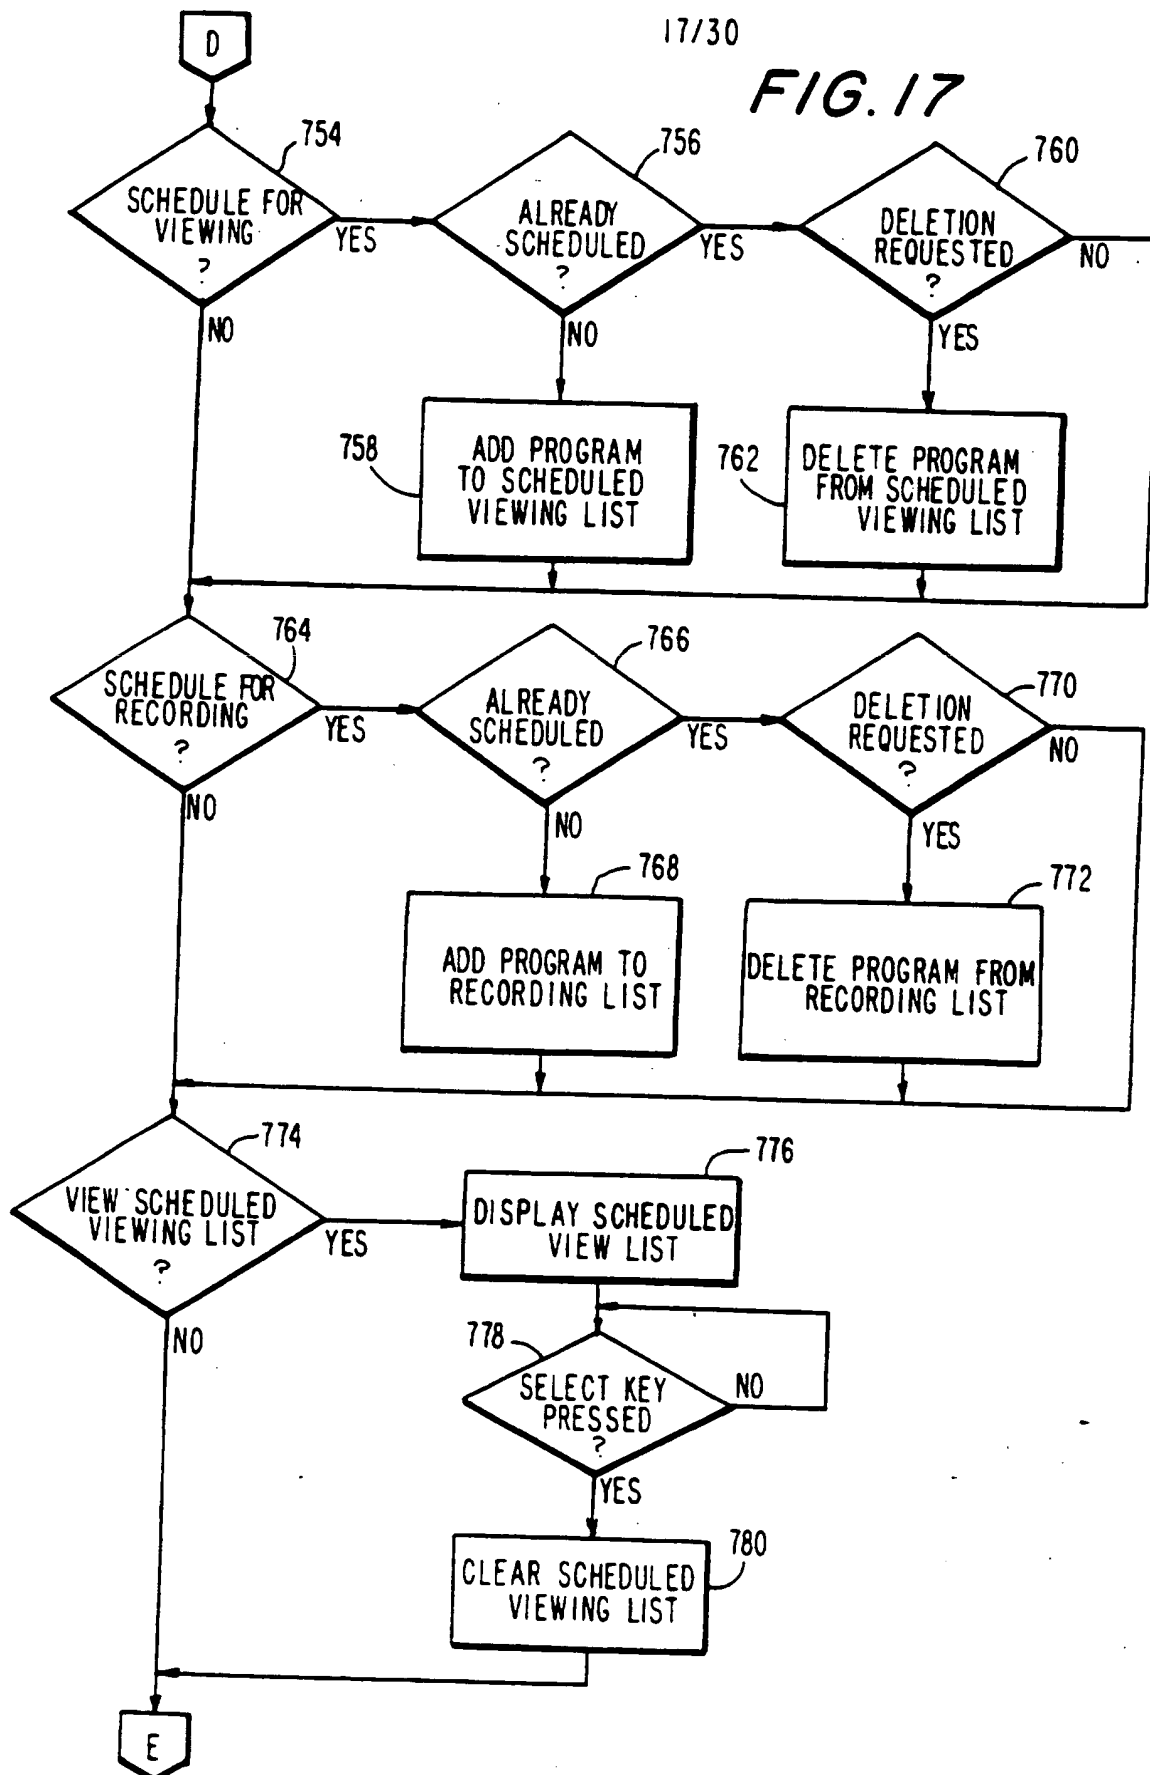 17/30
FIG. 17
D
754
SCHEDULE FOR
VIEWING
?
YES
NO
756
ALREADY
SCHEDULED
?
YES
NO
760
DELETION
REQUESTED
?
NO
YES
758
ADD PROGRAM
TO SCHEDULED
VIEWING LIST
762
DELETE PROGRAM
FROM SCHEDULED
VIEWING LIST
764
SCHEDULE FOR
RECORDING
?
YES
NO
766
ALREADY
SCHEDULED
?
YES
NO
770
DELETION
REQUESTED
?
NO
YES
768
ADD PROGRAM TO
RECORDING LIST
772
DELETE PROGRAM FROM
RECORDING LIST
774
VIEW SCHEDULED
VIEWING LIST
?
YES
NO
776
DISPLAY SCHEDULED
VIEW LIST
778
SELECT KEY
PRESSED
?
NO
YES
780
CLEAR SCHEDULED
VIEWING LIST
E